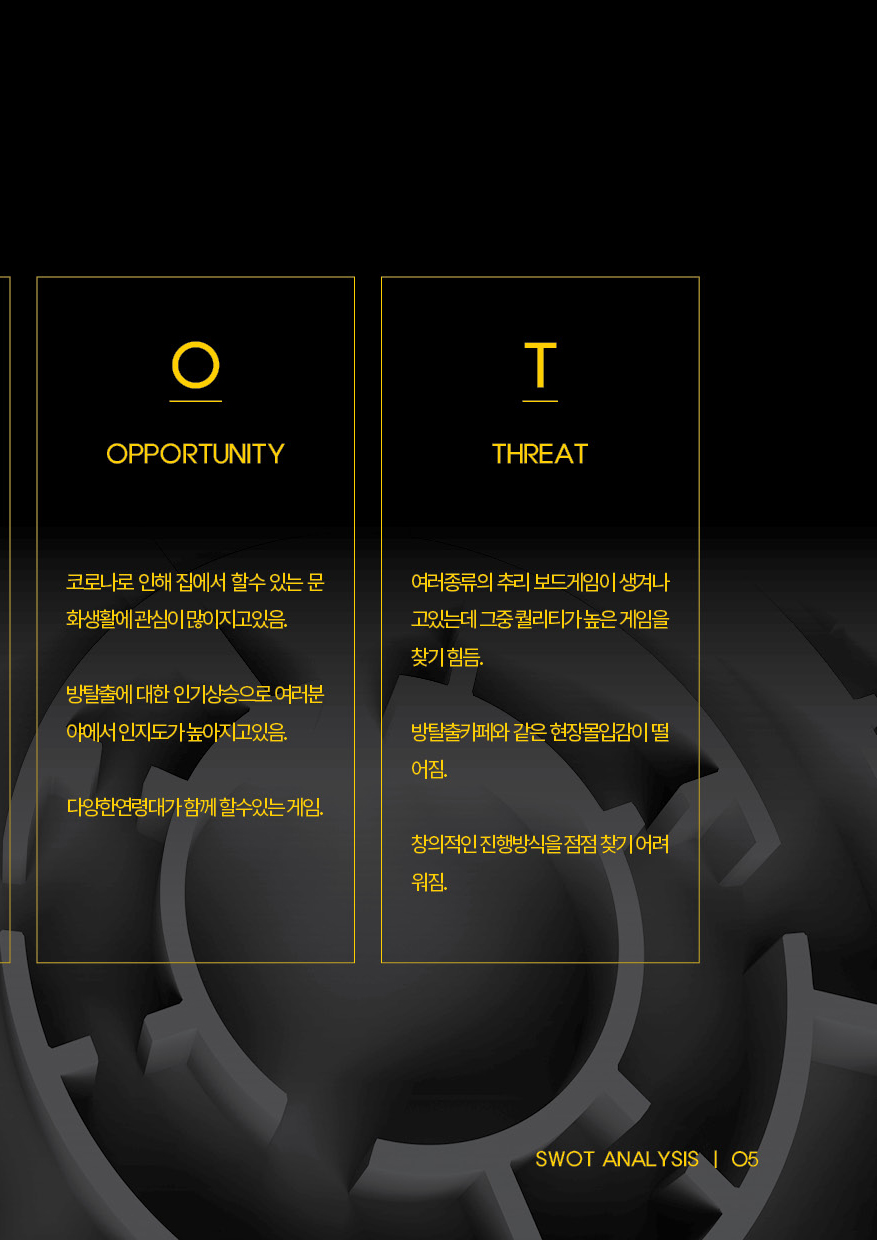 O
OPPORTUNITY
코로나로 인해 집에서 할수 있는 문
화생활에 관심이 많이지고있음.
방탈출에 대한 인기상승으로 여러분
야에서 인지도가 높아지고있음.
다양한연령대가 함께 할수있는 게임.
T
THREAT
여러종류의 추리 보드게임이 생겨나
고있는데 그중 퀄리티가 높은 게임을
찾기 힘듬.
방탈출카페와 같은 현장몰입감이 떨
어짐.
창의적인 진행방식을 점점 찾기 어려
워짐.
SWOT ANALYSIS | 05